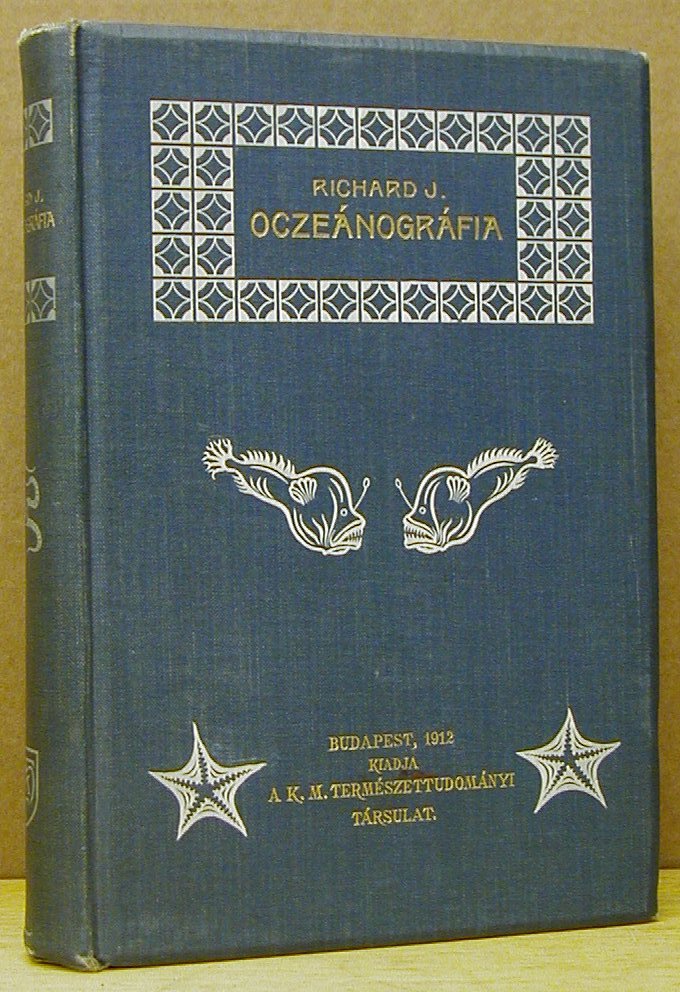 RICHARD J.
OCZEÁNOGRÁFIA
BUDAPEST, 1912
KIADJA
A K. M. TERMÉSZETTUDOMÁNYI
TÁRSULAT.